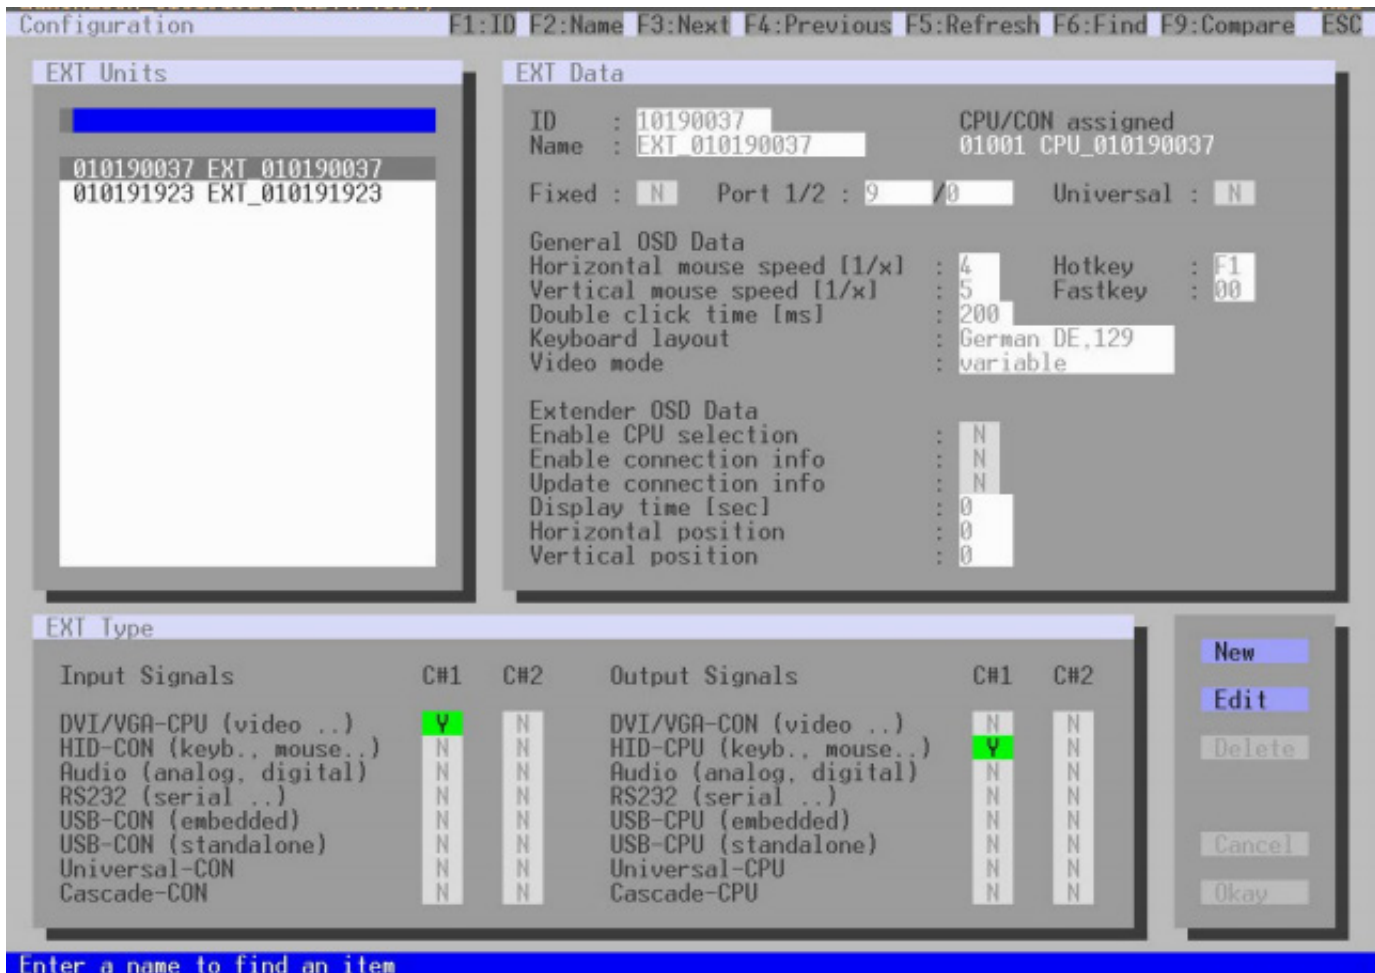 Configuration F1:ID F2:Name F3:Next F4:Previous F5:Refresh F6:Find F9:Compare ESC
EXT Units
010190037 EXT_010190037
010191923 EXT_010191923
EXT Data
ID : 10190037 CPU/CON assigned
Name : EXT_010190037 01001 CPU_010190037
Fixed : N Port 1/2 : 9 /0 Universal : N
General OSD Data
Horizontal mouse speed [1/x] : 4 Hotkey : F1
Vertical mouse speed [1/x] : 5 Fastkey : 00
Double click time [ms] : 200
Keyboard layout : German DE,129
Video mode : variable
Extender OSD Data
Enable CPU selection : N
Enable connection info : N
Update connection info : N
Display time [sec] : 0
Horizontal position : 0
Vertical position : 0
EXT Type
Input Signals C#1 C#2 Output Signals C#1 C#2
DVI/VGA-CPU (video ..) Y N DVI/VGA-CON (video ..) N N
HID-CON (keyb., mouse..) N N HID-CPU (keyb., mouse..) Y N
Audio (analog, digital) N N Audio (analog, digital) N N
RS232 (serial ..) N N RS232 (serial ..) N N
USB-CON (embedded) N N USB-CPU (embedded) N N
USB-CON (standalone) N N USB-CPU (standalone) N N
Universal-CON N N Universal-CPU N N
Cascade-CON N N Cascade-CPU N N
New
Edit
Delete
Cancel
Okay
Enter a name to find an item